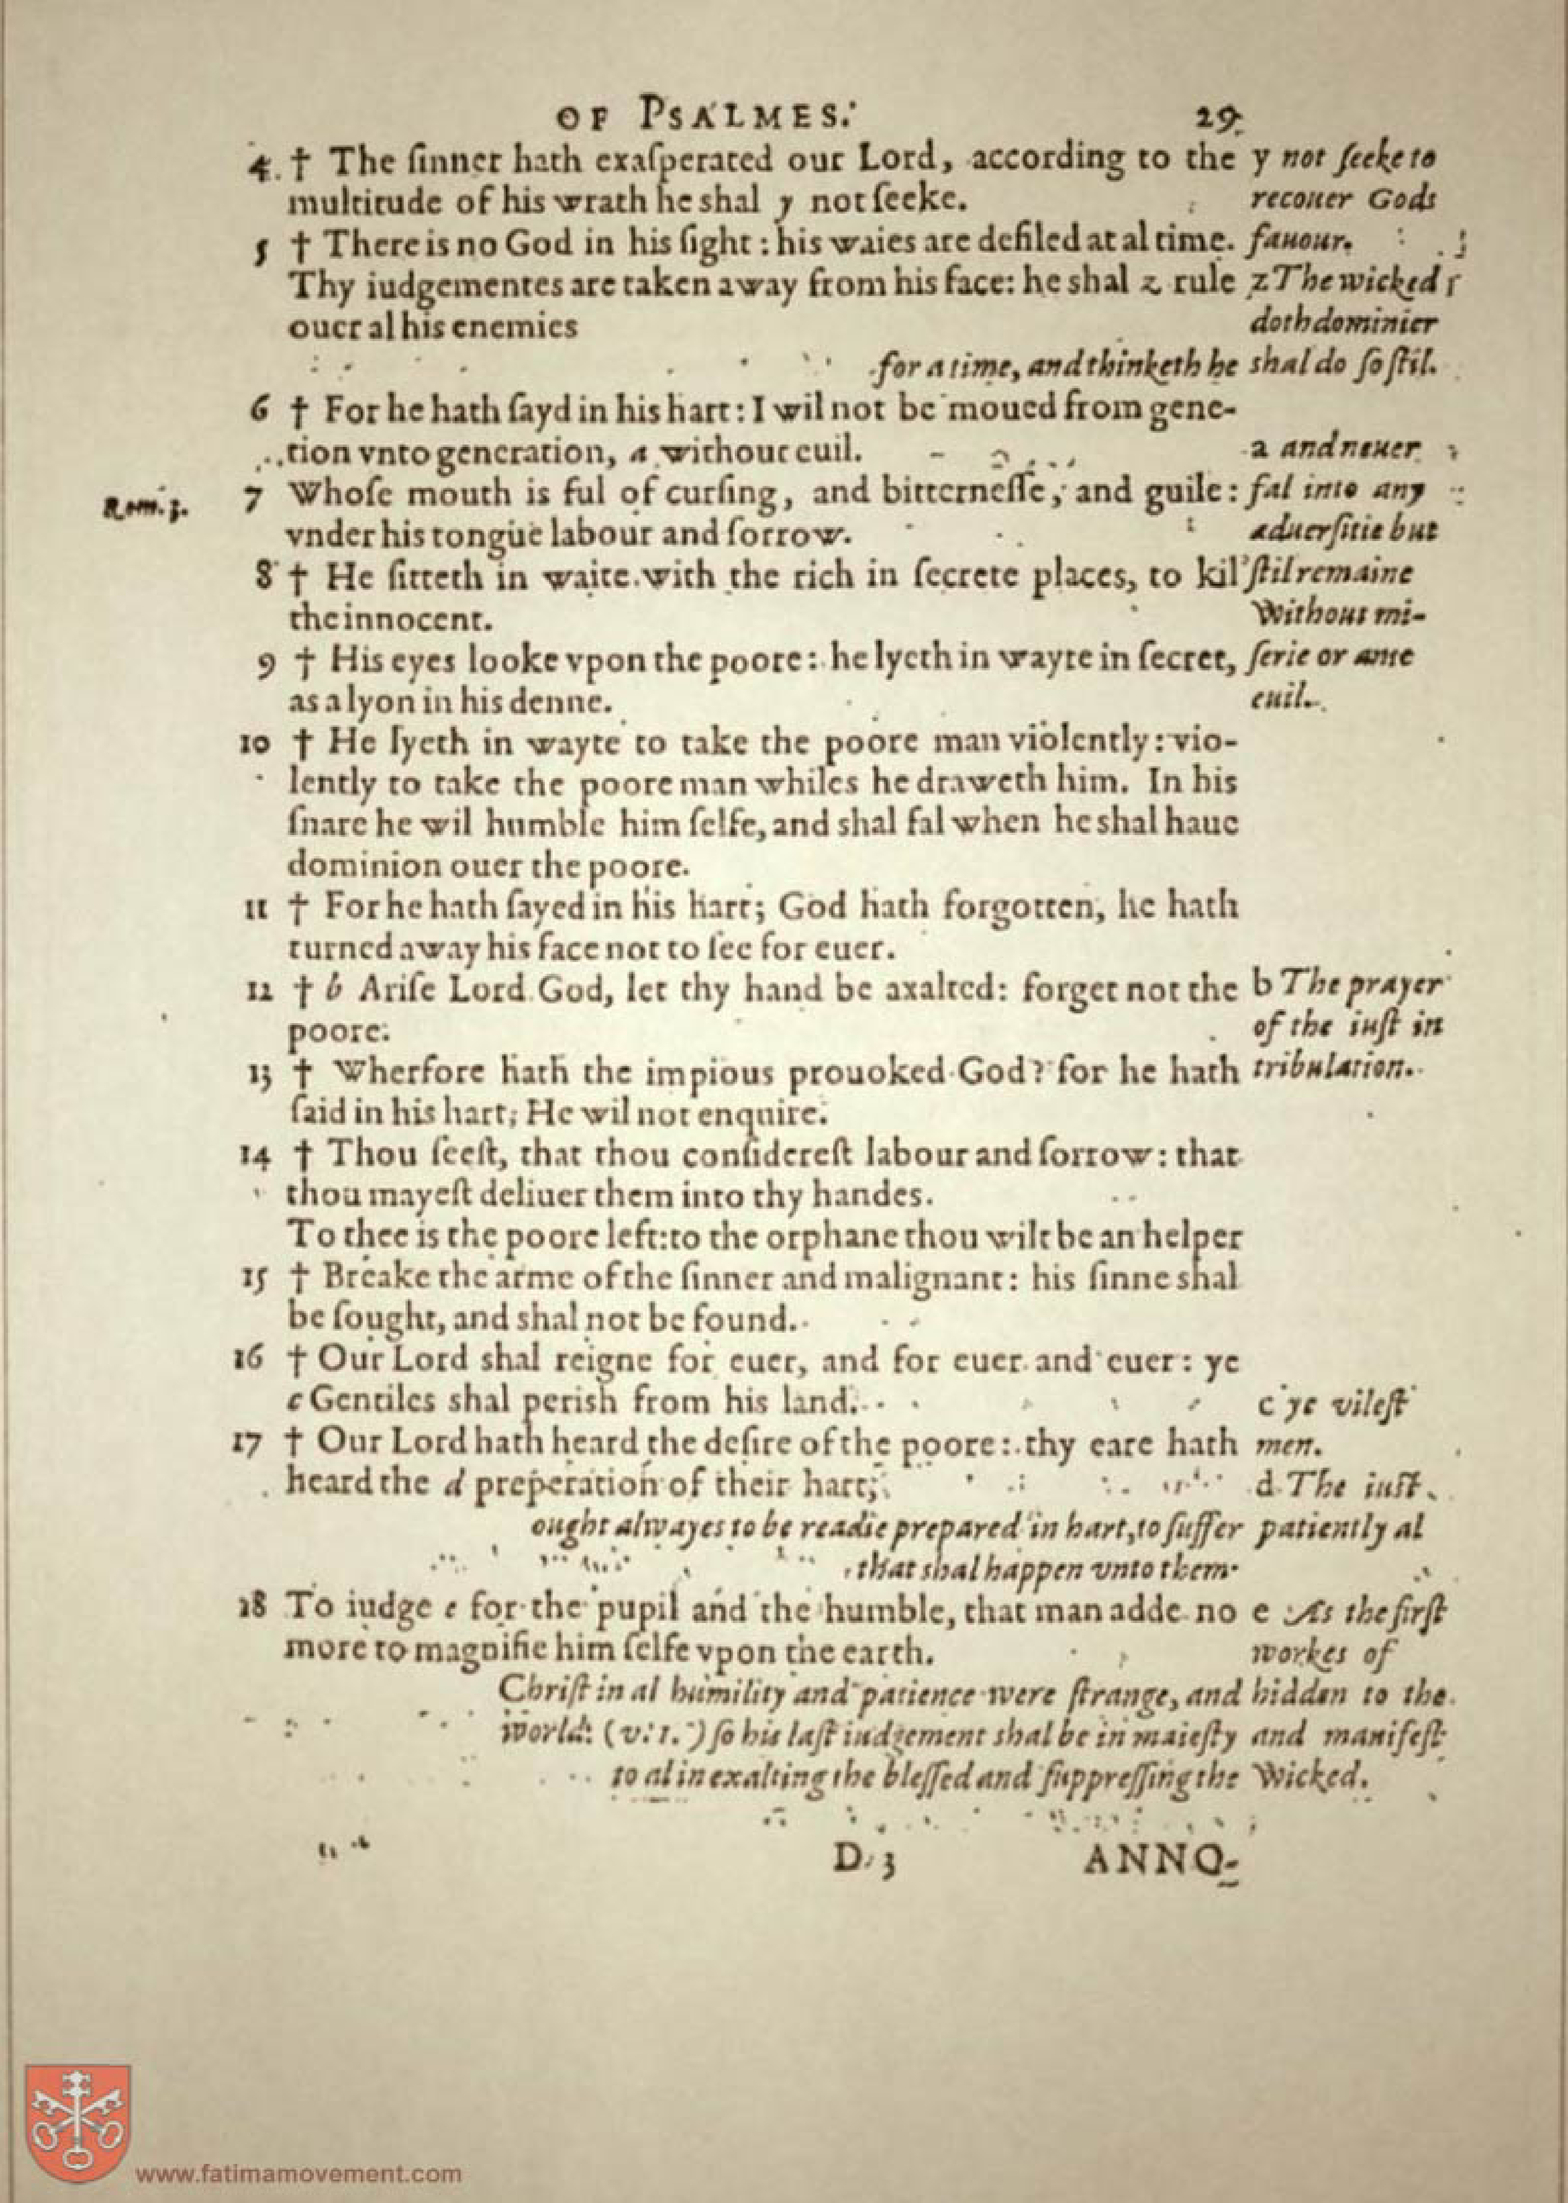 OF PSALMES. 29.
4. † The ſinner hath exaſperated our Lord, according to the
multitude of his wrath he shal y not ſeeke.
y not ſeeke to
recouer Gods
fauour.
5 † There is no God in his ſight : his waies are defiled at al time.
Thy iudgementes are taken away from his face: he shal z rule
ouer al his enemies
z The wicked
doth dominier
for a time, and thinketh he shal do ſo ſtil.
6 † For he hath ſayd in his hart: I wil not be moued from gene-
tion vnto generation, a without euil.
a and neuer
fal into any
aduerſitie but
ſtil remaine
Without mi-
ſerie or anie
euil.
Rom. 3.
7 Whoſe mouth is ful of curſing, and bitterneſſe, and guile:
vnder his tongue labour and ſorrow.
8 † He ſitteth in waite with the rich in ſecrete places, to kil
the innocent.
9 † His eyes looke vpon the poore: he lyeth in wayte in ſecret,
as a lyon in his denne.
10 † He lyeth in wayte to take the poore man violently: vio-
lently to take the poore man whiles he draweth him. In his
ſnare he wil humble him ſelfe, and shal fal when he shal haue
dominion ouer the poore.
11 † For he hath ſayed in his hart; God hath forgotten, he hath
turned away his face not to ſee for euer.
12 † b Ariſe Lord God, let thy hand be axalted: forget not the
poore.
b The prayer
of the iuſt in
tribulation.
13 † Wherfore hath the impious prouoked God? for he hath
ſaid in his hart; He wil not enquire.
14 † Thou ſeeſt, that thou conſidereſt labour and ſorrow: that
thou mayeſt deliuer them into thy handes.
To thee is the poore left: to the orphane thou wilt be an helper
15 † Breake the arme of the ſinner and malignant: his ſinne shal
be ſought, and shal not be found.
16 † Our Lord shal reigne for euer, and for euer and euer: ye
c Gentiles shal perish from his land.
c ye vileſt
men.
17 † Our Lord hath heard the deſire of the poore: thy eare hath
heard the d preperation of their hart;
d The iuſt
ought alwayes to be readie prepared in hart, to ſuffer patiently al
that shal happen vnto them.
18 To iudge e for the pupil and the humble, that man adde no
more to magnifie him ſelfe vpon the earth.
e As the firſt
workes of
Chriſt in al humility and patience were ſtrange, and hidden to the
World: (v. 1.) ſo his laſt iudgement shal be in maieſty and manifeſt
to al in exalting the bleſſed and ſuppreſſing the Wicked.
D 3 ANNO-
www.fatimamovement.com